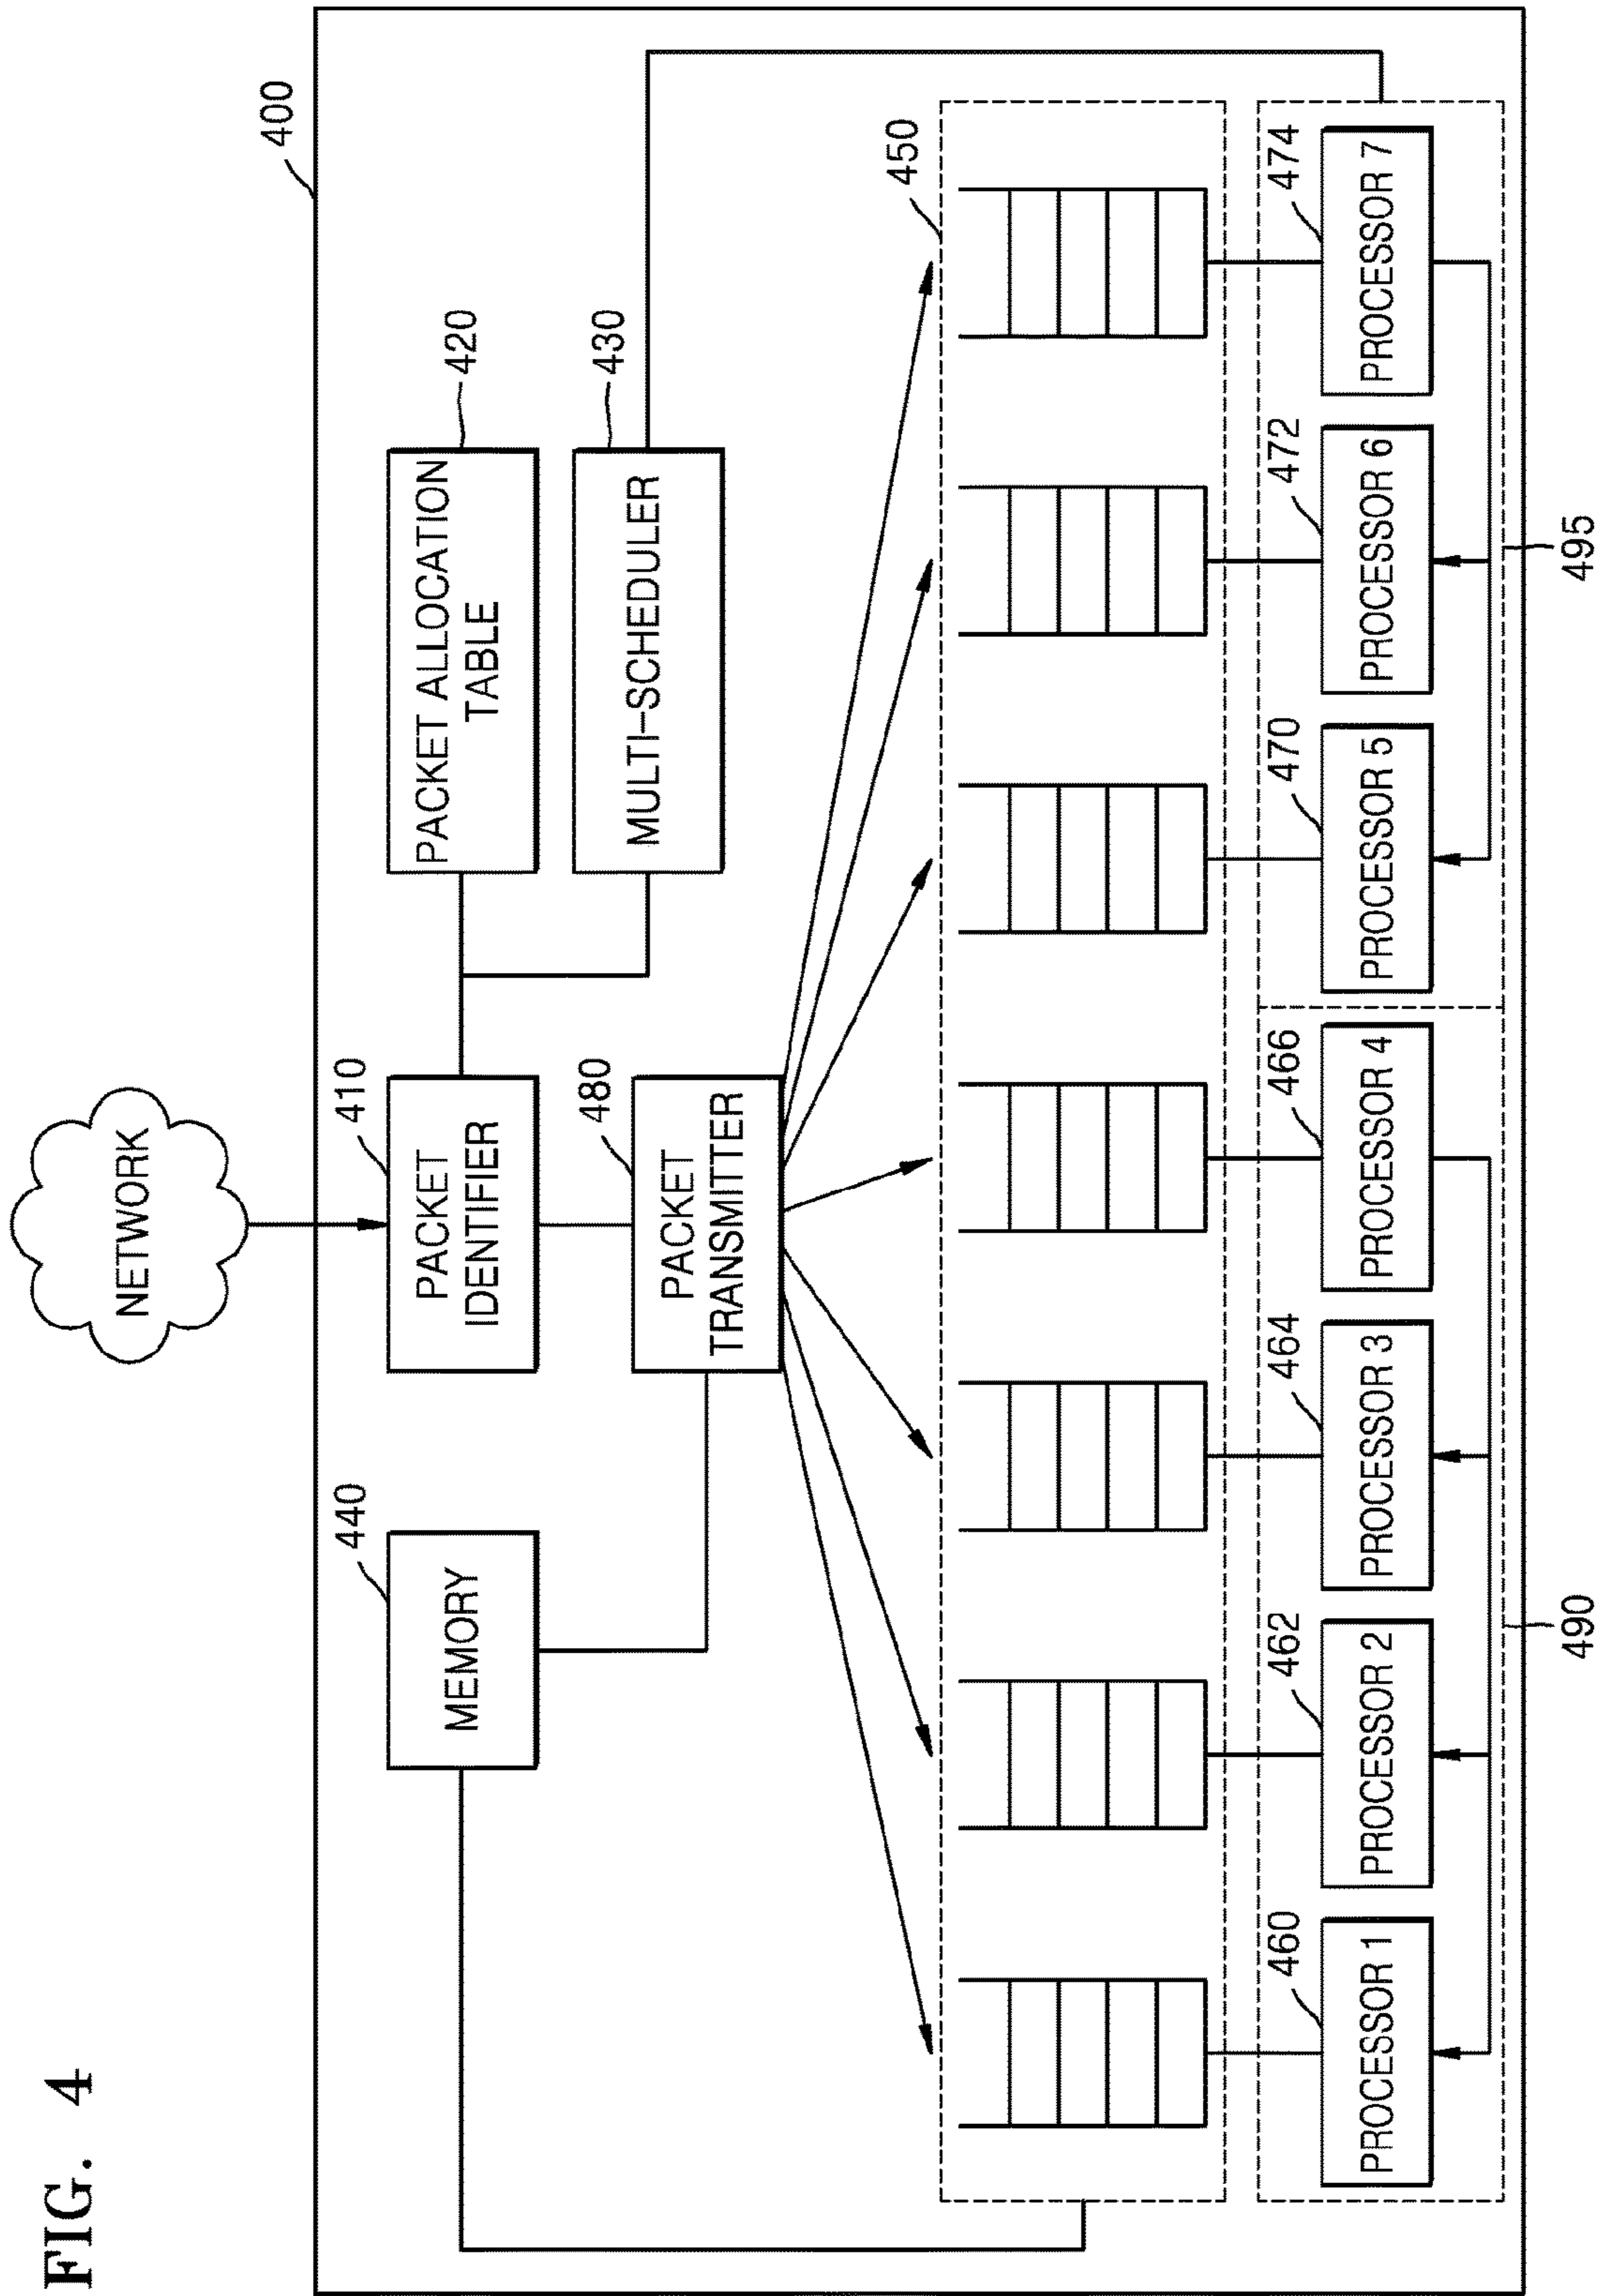 FIG. 4
NETWORK
400
440
MEMORY
410
PACKET
IDENTIFIER
420
PACKET ALLOCATION
TABLE
480
PACKET
TRANSMITTER
430
MULTI-SCHEDULER
450
460
PROCESSOR 1
462
PROCESSOR 2
464
PROCESSOR 3
466
PROCESSOR 4
470
PROCESSOR 5
472
PROCESSOR 6
474
PROCESSOR 7
490
495